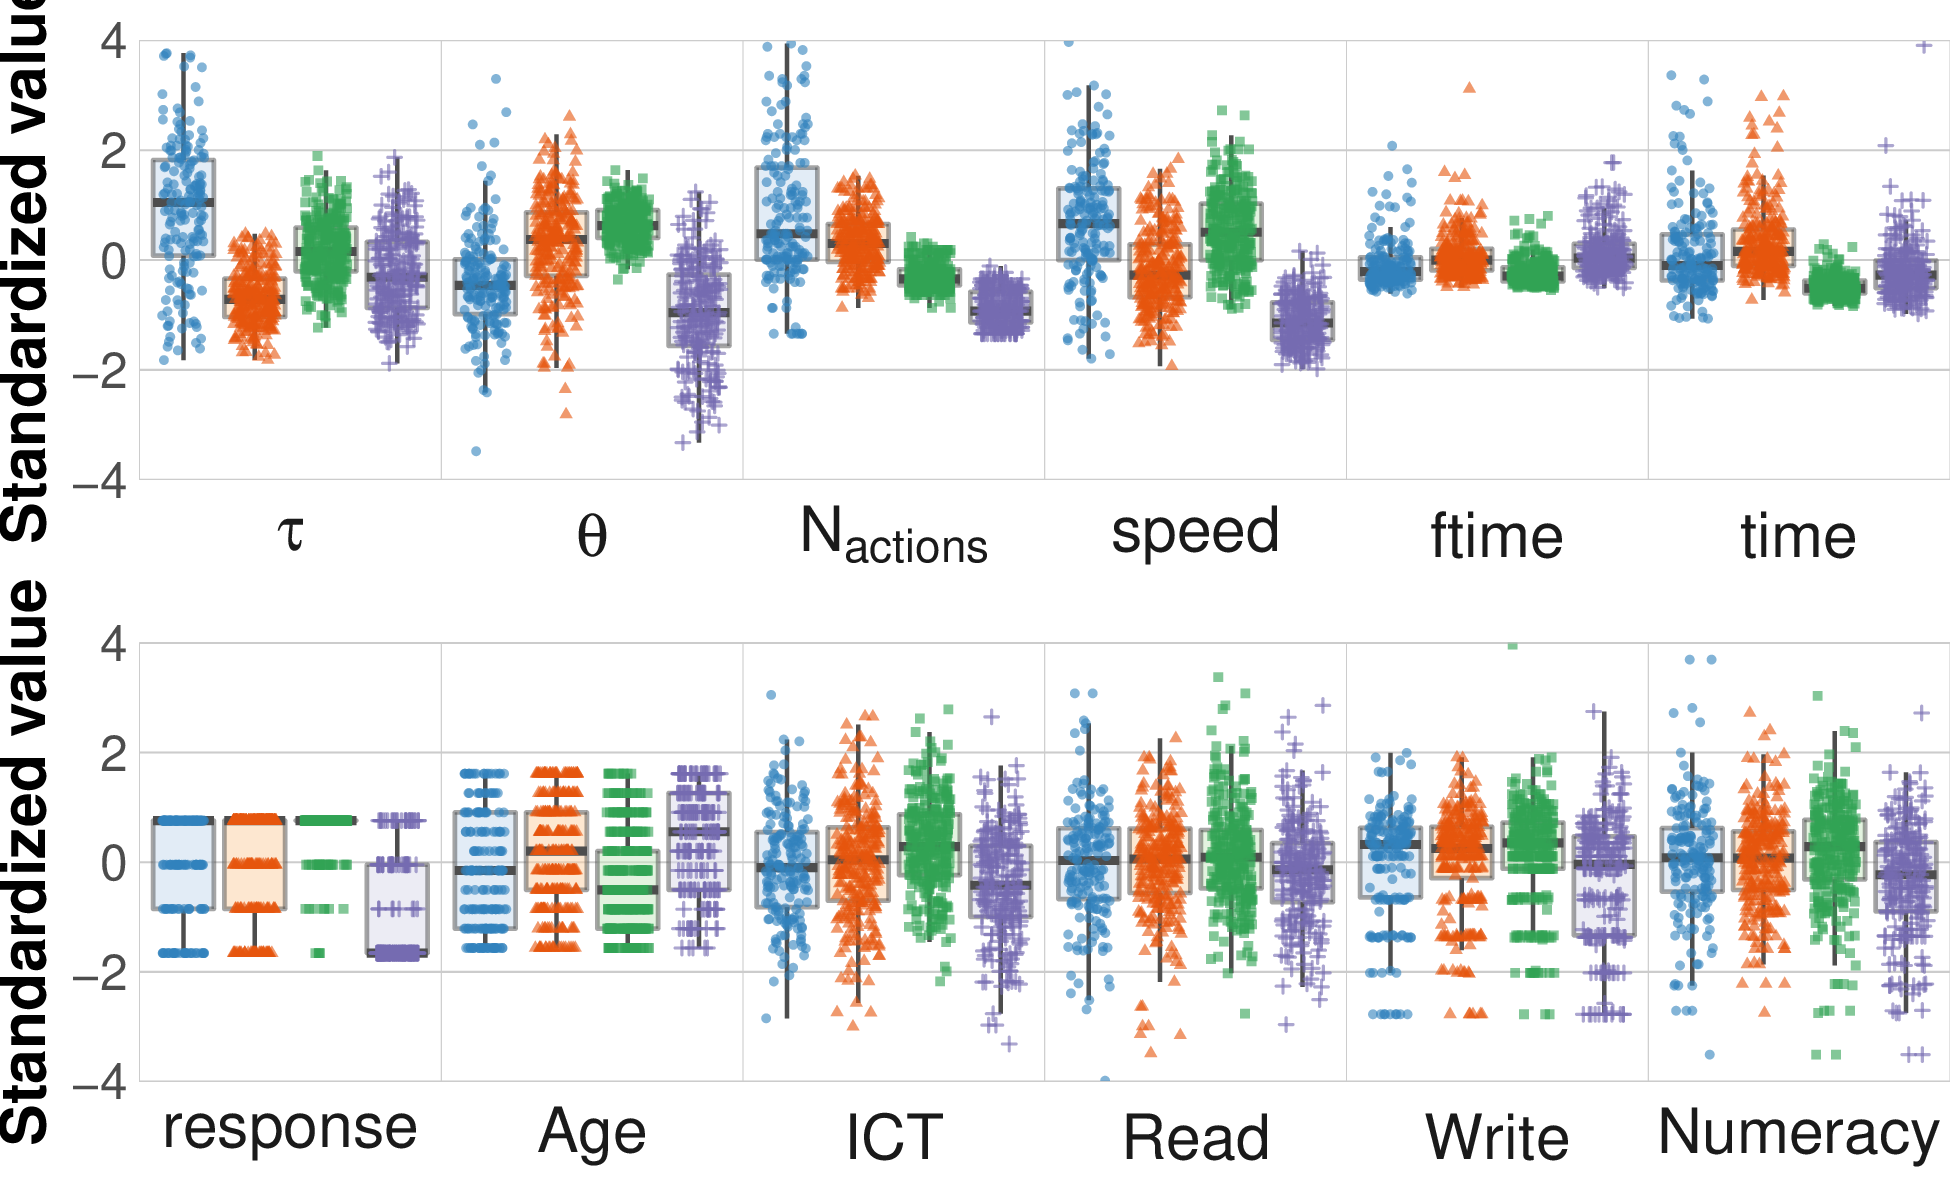 Standardized value
4
2
0
−2
−4
τ
θ
N actions
speed
ftime
time
Standardized value
4
2
0
−2
−4
response
Age
ICT
Read
Write
Numeracy